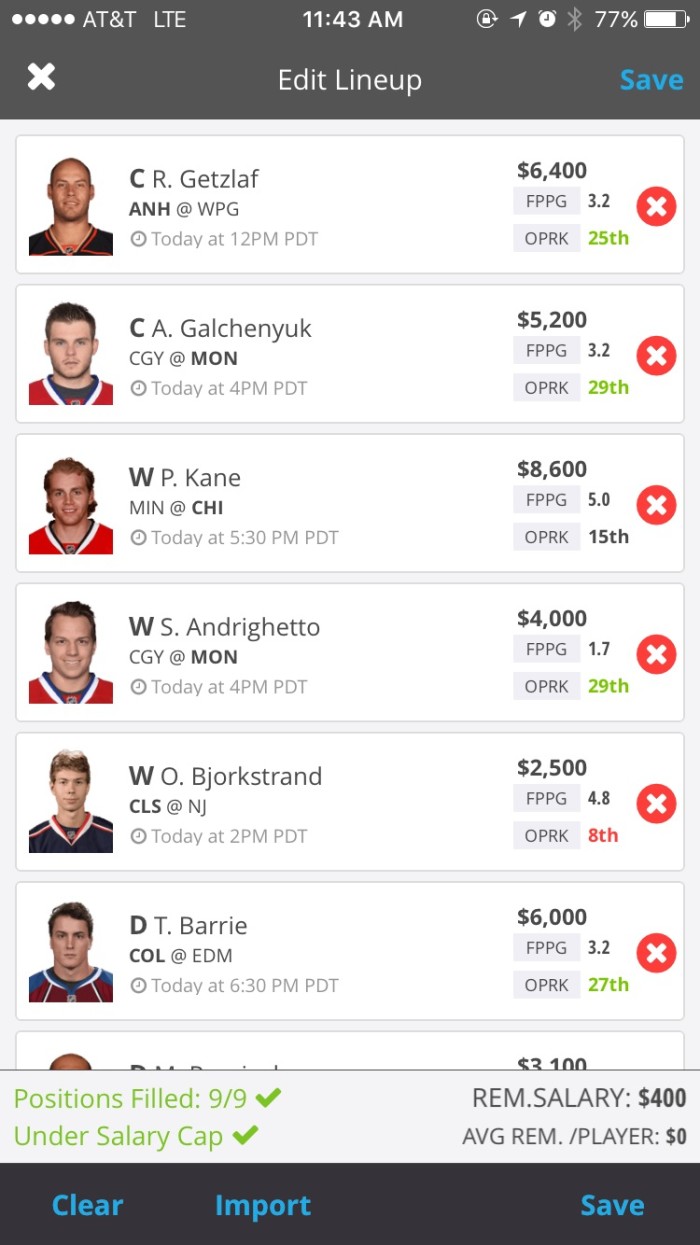 AT&T LTE 11:43 AM 77%
Edit Lineup Save
C R. Getzlaf
ANH @ WPG
Today at 12PM PDT
$6,400
FPPG 3.2
OPRK 25th
C A. Galchenyuk
CGY @ MON
Today at 4PM PDT
$5,200
FPPG 3.2
OPRK 29th
W P. Kane
MIN @ CHI
Today at 5:30 PM PDT
$8,600
FPPG 5.0
OPRK 15th
W S. Andrighetto
CGY @ MON
Today at 4PM PDT
$4,000
FPPG 1.7
OPRK 29th
W O. Bjorkstrand
CLS @ NJ
Today at 2PM PDT
$2,500
FPPG 4.8
OPRK 8th
D T. Barrie
COL @ EDM
Today at 6:30 PM PDT
$6,000
FPPG 3.2
OPRK 27th
$3,100
Positions Filled: 9/9
Under Salary Cap
REM.SALARY: $400
AVG REM. /PLAYER: $0
Clear Import Save